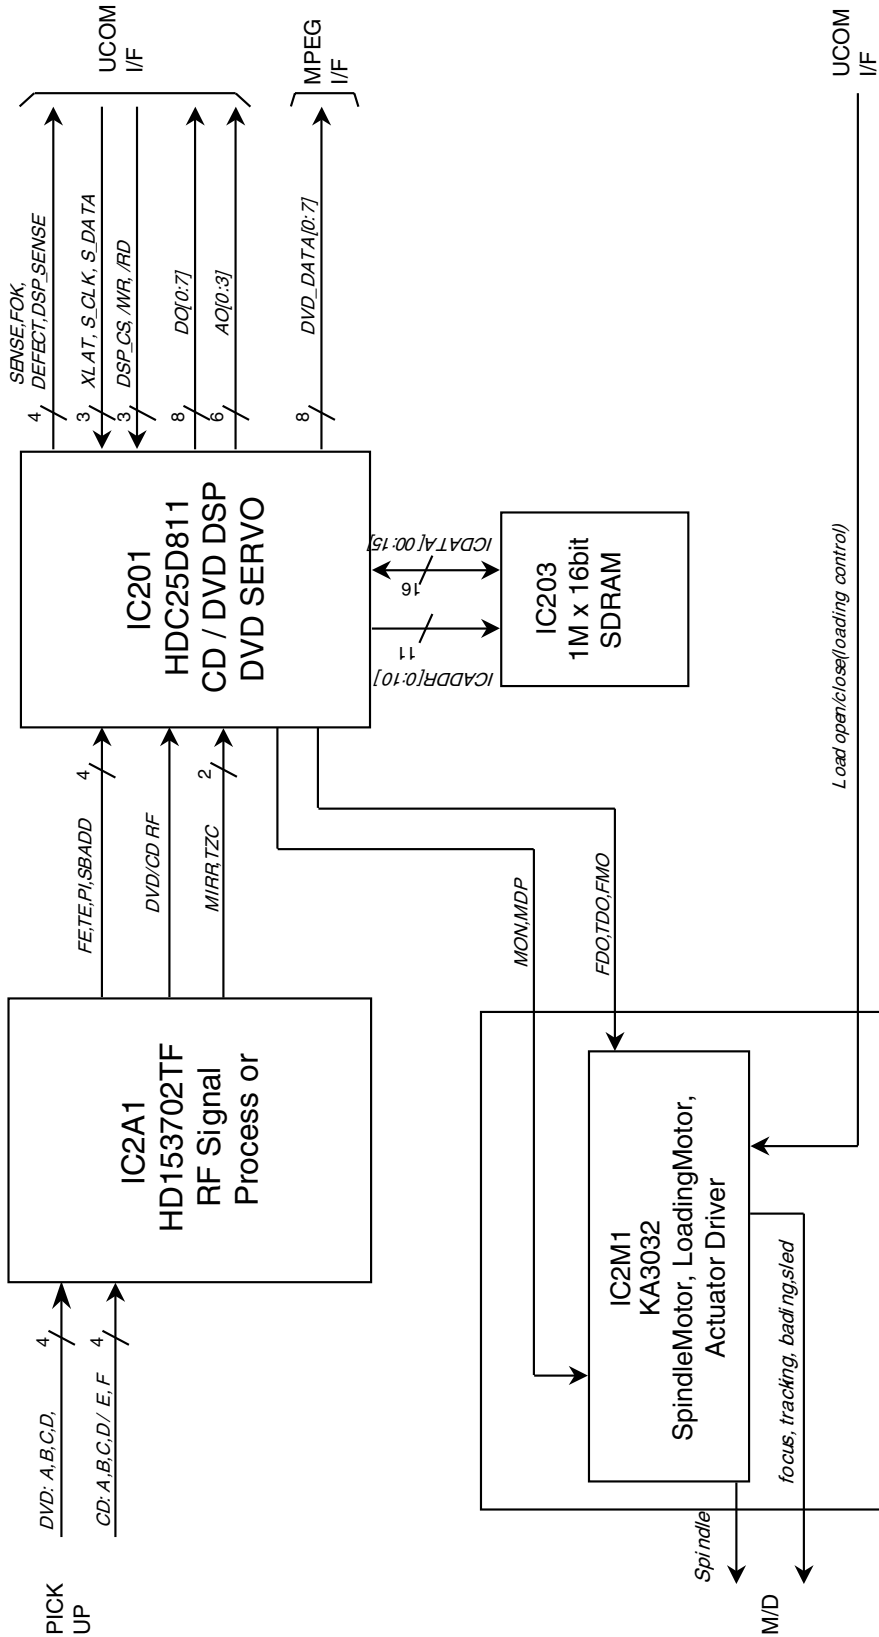 PICK
UP
DVD: A,B,C,D,
4
CD: A,B,C,D/ E, F
4
IC2A1
HD153702TF
RF Signal
Process or
FE,TE,PI,SBADD
4
DVD/CD RF
MIRR,TZC
2
IC201
HDC25D811
CD / DVD DSP
DVD SERVO
SENSE,FOK,
DEFECT,DSP_SENSE
4
XLAT, S_CLK, S_DATA
3
DSP_CS, /WR, /RD
3
DO[0:7]
8
AO[0:3]
6
DVD_DATA[0:7]
8
UCOM
I/F
MPEG
I/F
ICDATA[00:15]
16
11
ICADDR[0:10]
IC203
1M x 16bit
SDRAM
MON,MDP
FDO,TDO,FMO
IC2M1
KA3032
SpindleMotor, LoadingMotor,
Actuator Driver
Spindle
focus, tracking, bading,sled
M/D
Load open/close(loading control)
UCOM
I/F